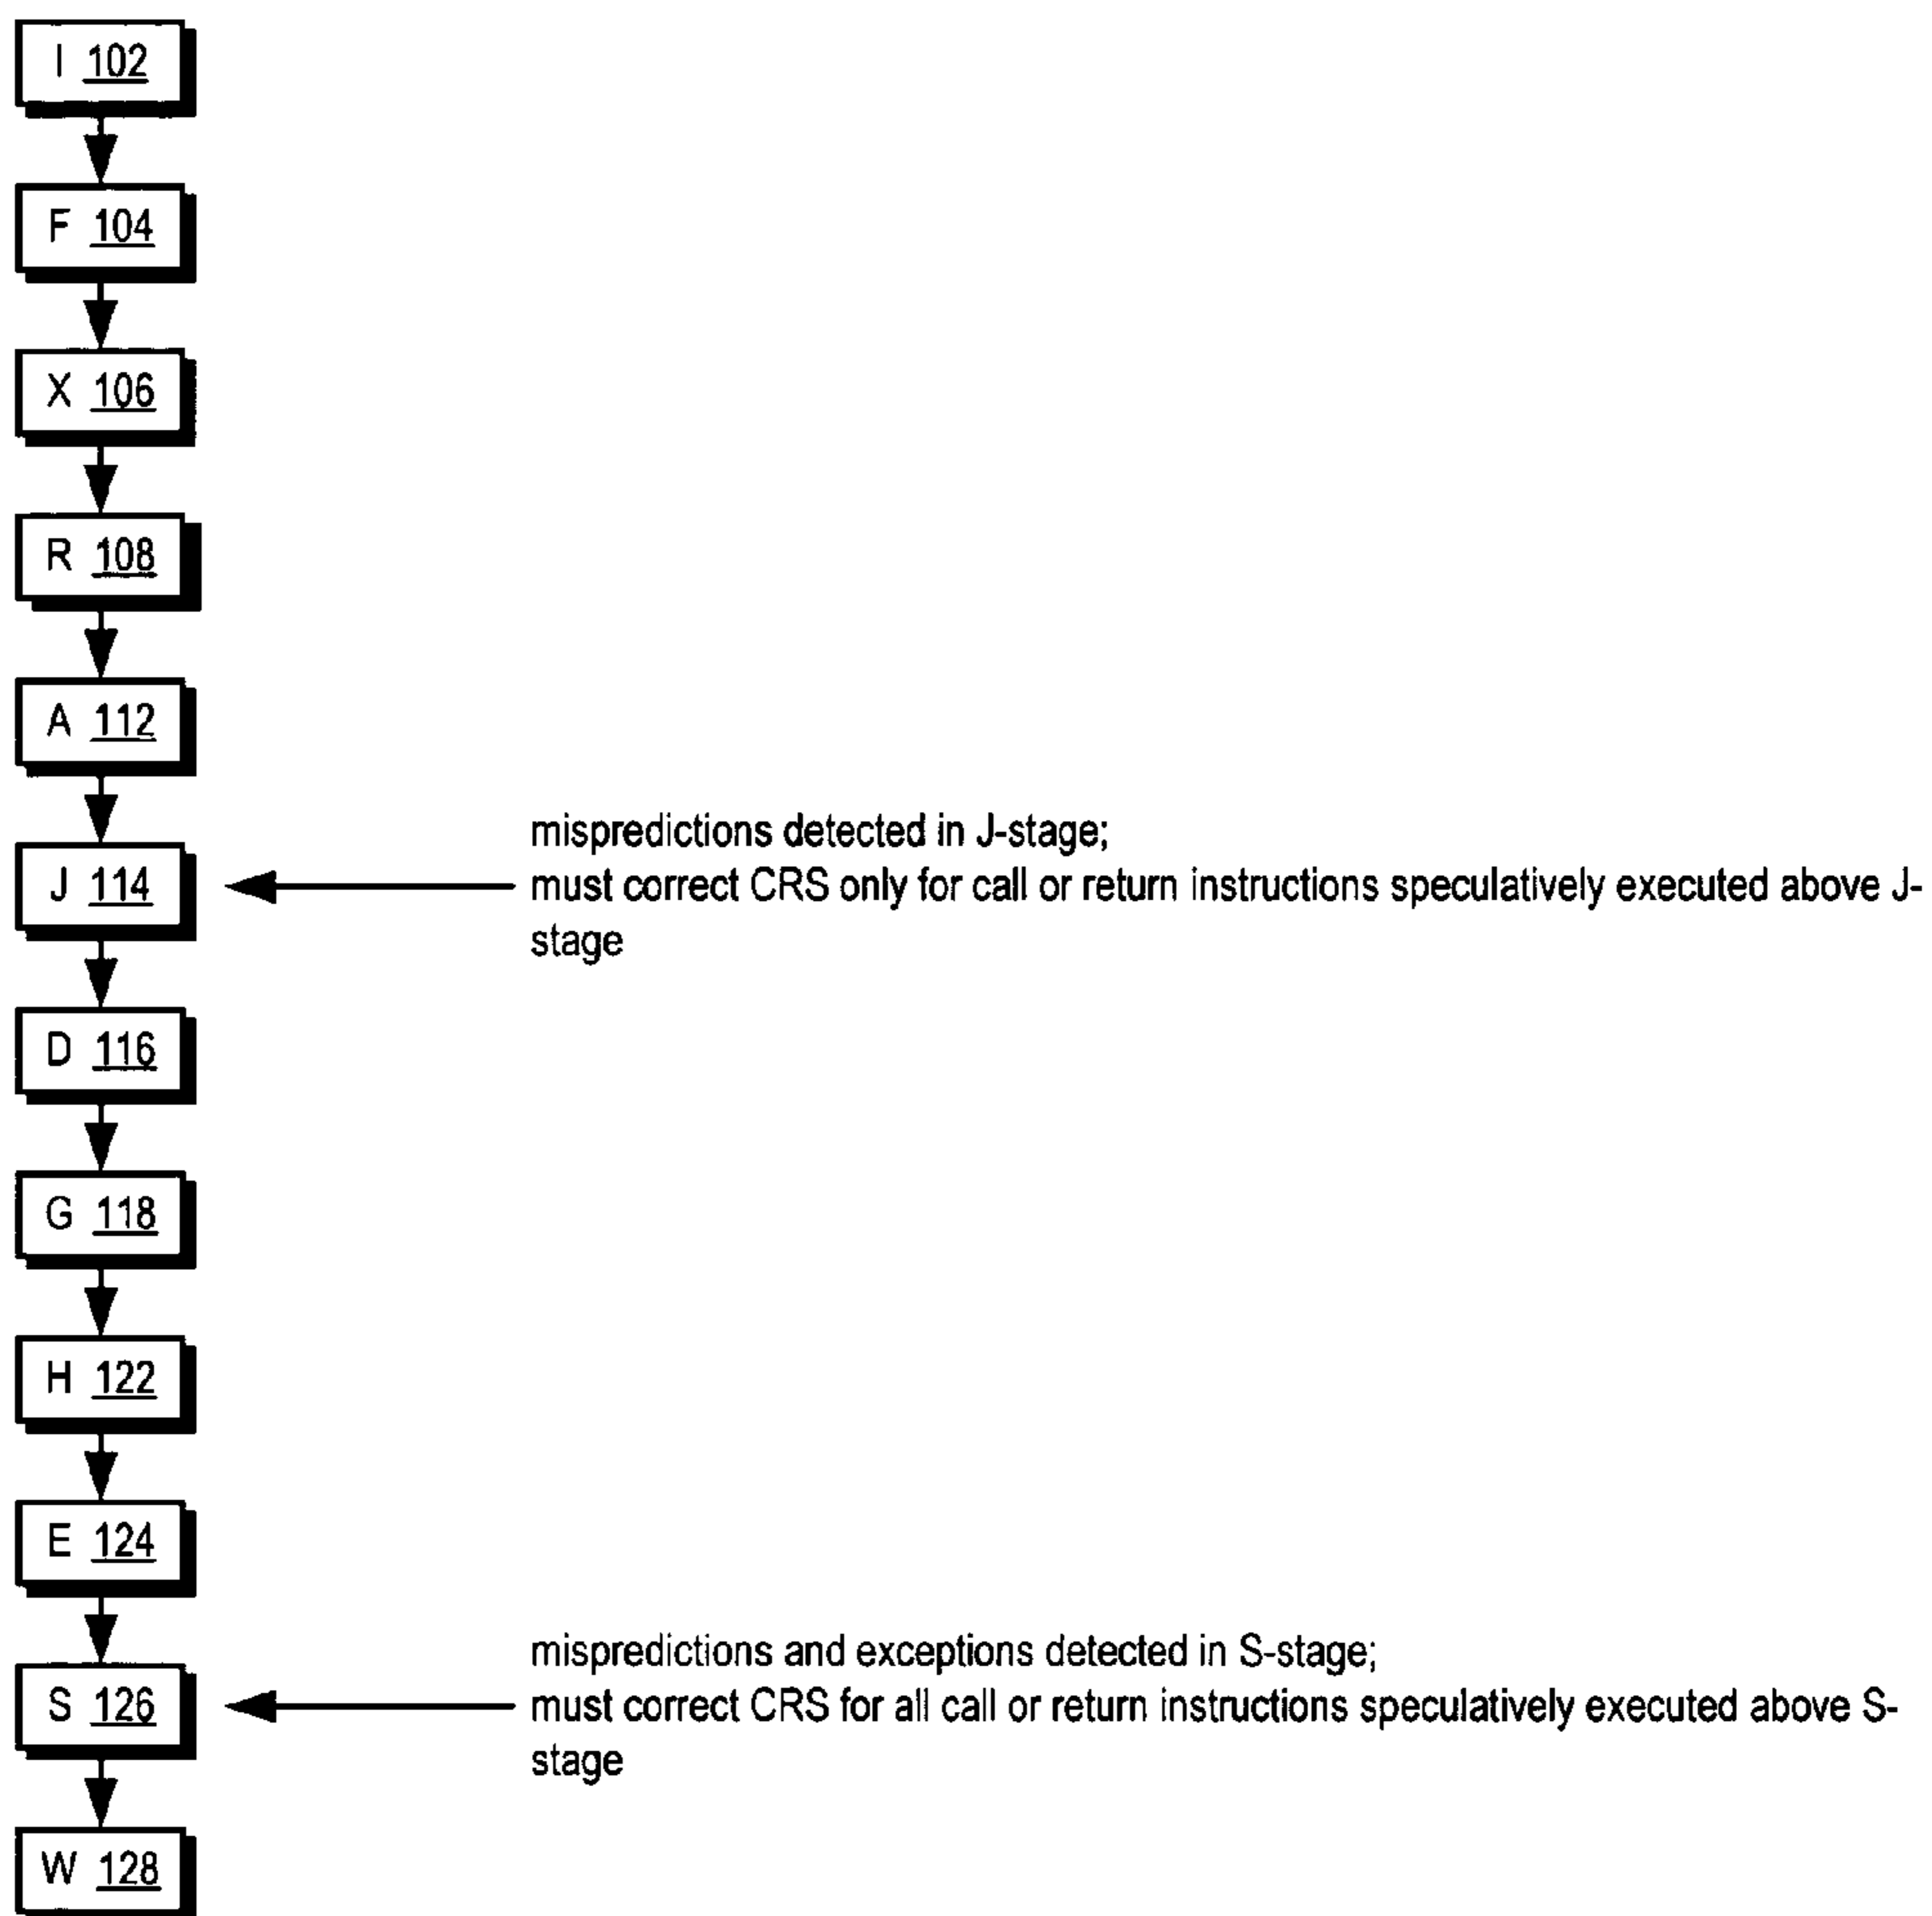 I 102
F 104
X 106
R 108
A 112
J 114
mispredictions detected in J-stage;
must correct CRS only for call or return instructions speculatively executed above J-
stage
D 116
G 118
H 122
E 124
S 126
mispredictions and exceptions detected in S-stage;
must correct CRS for all call or return instructions speculatively executed above S-
stage
W 128